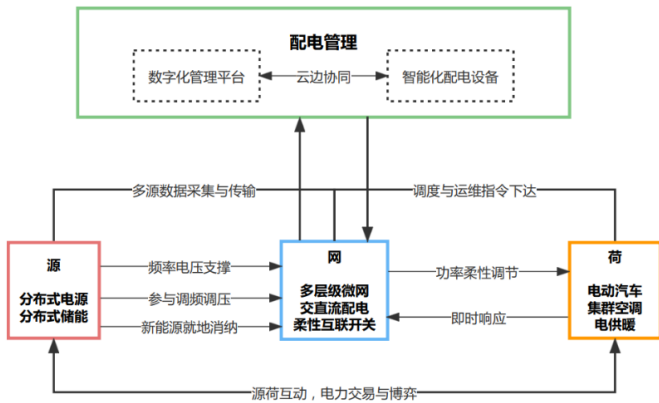 配电管理
数字化管理平台
云边协同
智能化配电设备
多源数据采集与传输
调度与运维指令下达
源
分布式电源
分布式储能
频率电压支撑
参与调频调压
新能源就地消纳
网
多层级微网
交直流配电
柔性互联开关
功率柔性调节
即时响应
荷
电动汽车
集群空调
电供暖
源荷互动，电力交易与博弈